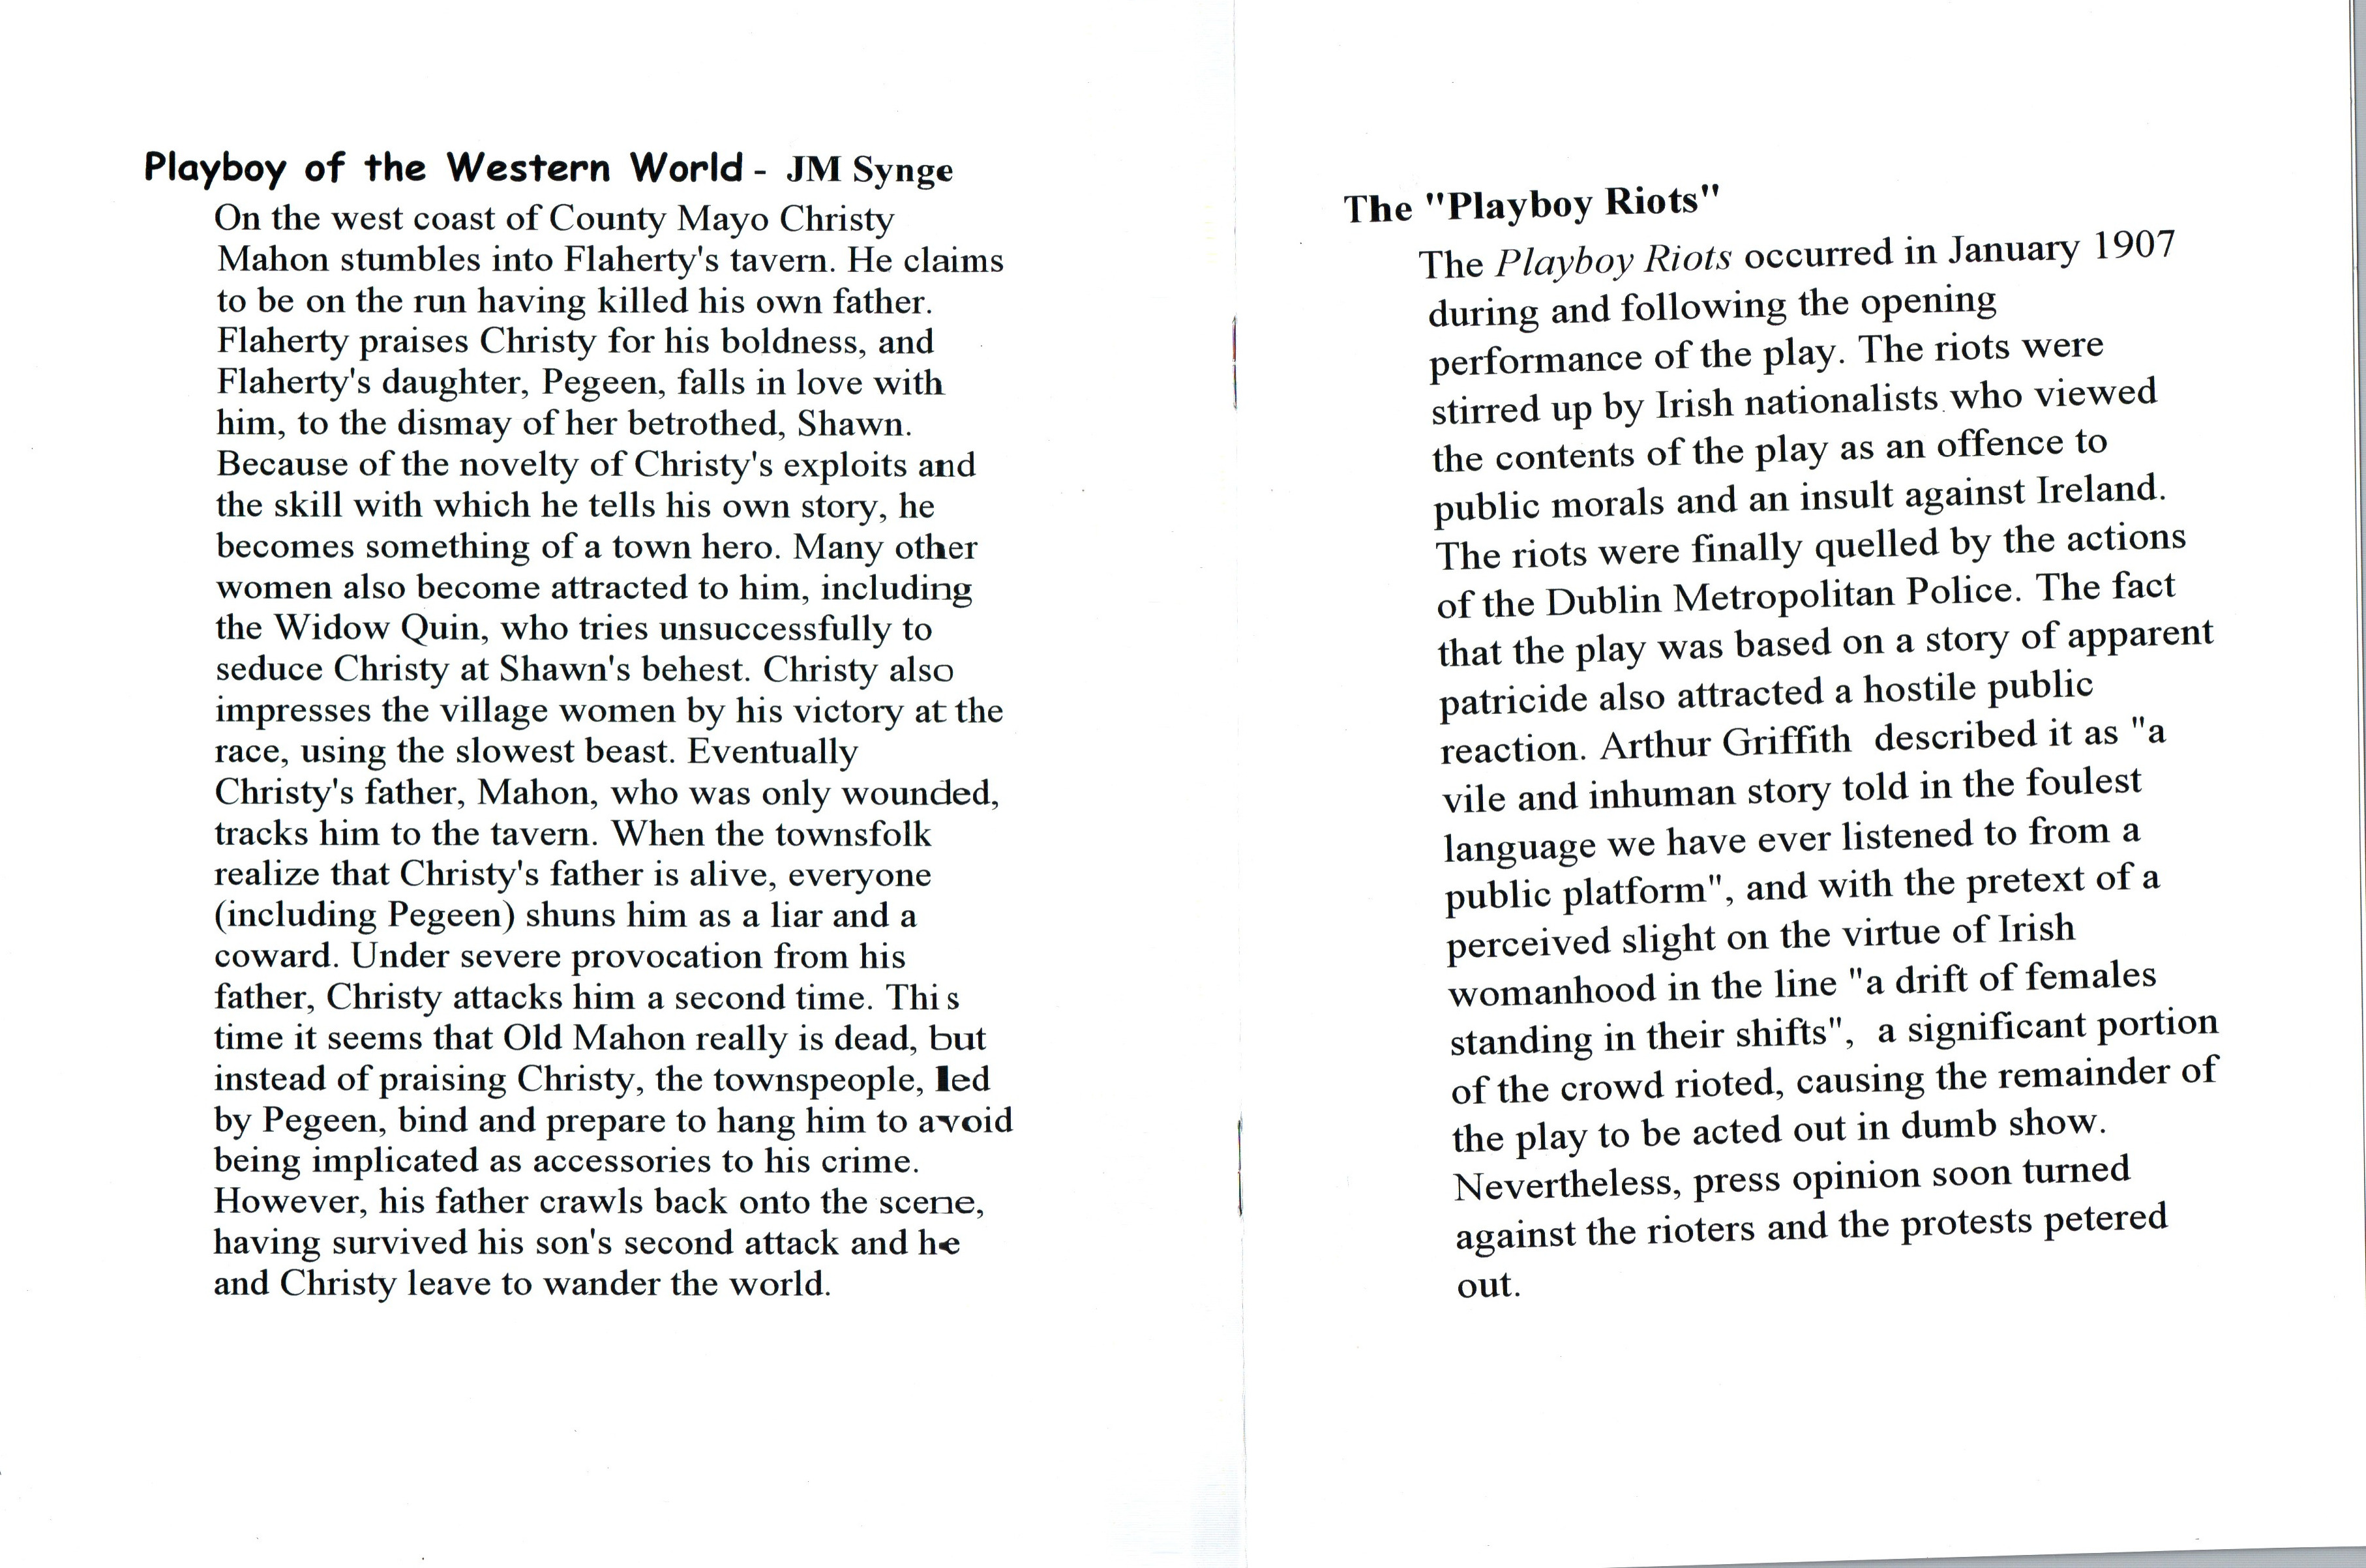 Playboy of the Western World - JM Synge
On the west coast of County Mayo Christy
Mahon stumbles into Flaherty's tavern. He claims
to be on the run having killed his own father.
Flaherty praises Christy for his boldness, and
Flaherty's daughter, Pegeen, falls in love with
him, to the dismay of her betrothed, Shawn.
Because of the novelty of Christy's exploits and
the skill with which he tells his own story, he
becomes something of a town hero. Many other
women also become attracted to him, including
the Widow Quin, who tries unsuccessfully to
seduce Christy at Shawn's behest. Christy also
impresses the village women by his victory at the
race, using the slowest beast. Eventually
Christy's father, Mahon, who was only wounded,
tracks him to the tavern. When the townsfolk
realize that Christy's father is alive, everyone
(including Pegeen) shuns him as a liar and a
coward. Under severe provocation from his
father, Christy attacks him a second time. This
time it seems that Old Mahon really is dead, but
instead of praising Christy, the townspeople, led
by Pegeen, bind and prepare to hang him to avoid
being implicated as accessories to his crime.
However, his father crawls back onto the scene,
having survived his son's second attack and he
and Christy leave to wander the world.
The "Playboy Riots"
The Playboy Riots occurred in January 1907
during and following the opening
performance of the play. The riots were
stirred up by Irish nationalists who viewed
the contents of the play as an offence to
public morals and an insult against Ireland.
The riots were finally quelled by the actions
of the Dublin Metropolitan Police. The fact
that the play was based on a story of apparent
patricide also attracted a hostile public
reaction. Arthur Griffith described it as "a
vile and inhuman story told in the foulest
language we have ever listened to from a
public platform", and with the pretext of a
perceived slight on the virtue of Irish
womanhood in the line "a drift of females
standing in their shifts", a significant portion
of the crowd rioted, causing the remainder of
the play to be acted out in dumb show.
Nevertheless, press opinion soon turned
against the rioters and the protests petered
out.